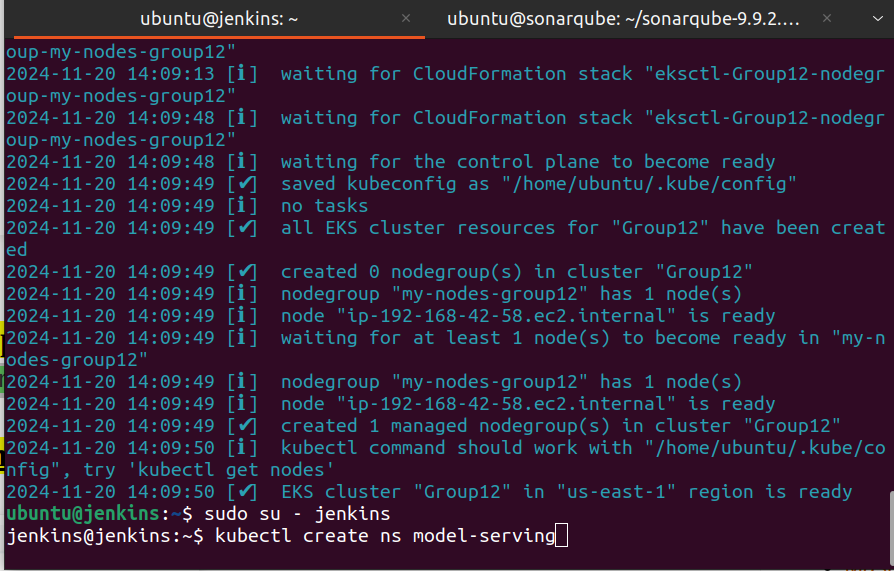 ubuntu@jenkins: ~ × ubuntu@sonarqube: ~/sonarqube-9.9.2.... ×
oup-my-nodes-group12"
2024-11-20 14:09:13 [ℹ]  waiting for CloudFormation stack "eksctl-Group12-nodegr
oup-my-nodes-group12"
2024-11-20 14:09:48 [ℹ]  waiting for CloudFormation stack "eksctl-Group12-nodegr
oup-my-nodes-group12"
2024-11-20 14:09:48 [ℹ]  waiting for the control plane to become ready
2024-11-20 14:09:49 [✔]  saved kubeconfig as "/home/ubuntu/.kube/config"
2024-11-20 14:09:49 [ℹ]  no tasks
2024-11-20 14:09:49 [✔]  all EKS cluster resources for "Group12" have been creat
ed
2024-11-20 14:09:49 [✔]  created 0 nodegroup(s) in cluster "Group12"
2024-11-20 14:09:49 [ℹ]  nodegroup "my-nodes-group12" has 1 node(s)
2024-11-20 14:09:49 [ℹ]  node "ip-192-168-42-58.ec2.internal" is ready
2024-11-20 14:09:49 [ℹ]  waiting for at least 1 node(s) to become ready in "my-n
odes-group12"
2024-11-20 14:09:49 [ℹ]  nodegroup "my-nodes-group12" has 1 node(s)
2024-11-20 14:09:49 [ℹ]  node "ip-192-168-42-58.ec2.internal" is ready
2024-11-20 14:09:49 [✔]  created 1 managed nodegroup(s) in cluster "Group12"
2024-11-20 14:09:50 [ℹ]  kubectl command should work with "/home/ubuntu/.kube/co
nfig", try 'kubectl get nodes'
2024-11-20 14:09:50 [✔]  EKS cluster "Group12" in "us-east-1" region is ready
ubuntu@jenkins:~$ sudo su - jenkins
jenkins@jenkins:~$ kubectl create ns model-serving